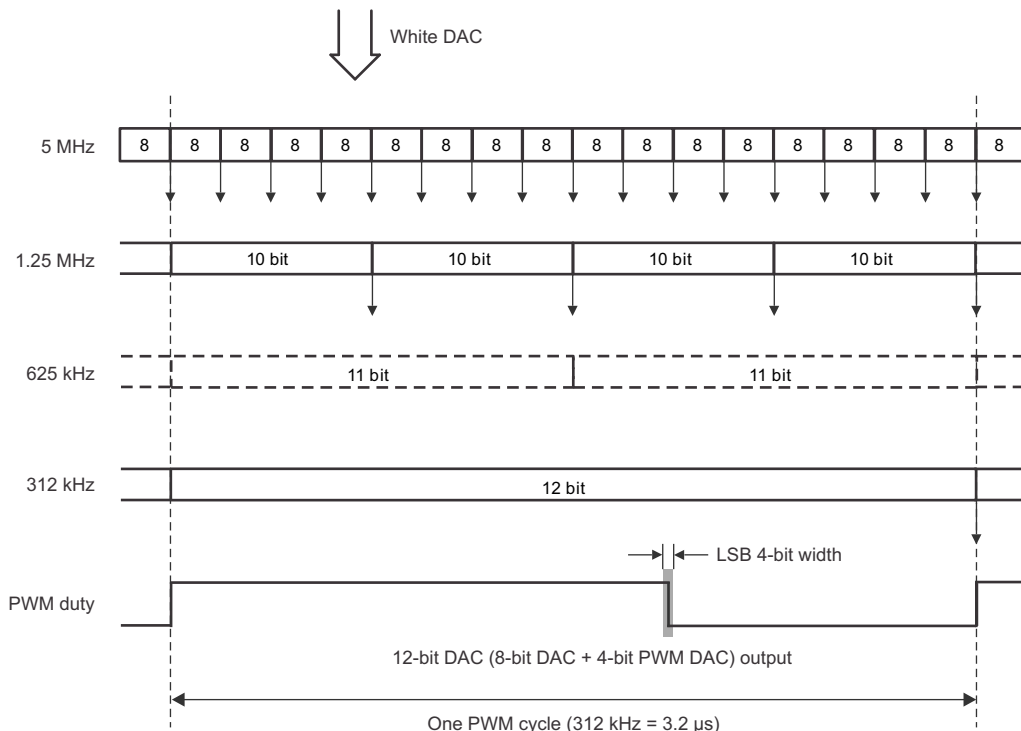 White DAC
5 MHz 8 8 8 8 8 8 8 8 8 8 8 8 8 8 8 8 8 8
1.25 MHz 10 bit 10 bit 10 bit 10 bit
625 kHz 11 bit 11 bit
312 kHz 12 bit
LSB 4-bit width
PWM duty
12-bit DAC (8-bit DAC + 4-bit PWM DAC) output
One PWM cycle (312 kHz = 3.2 μs)